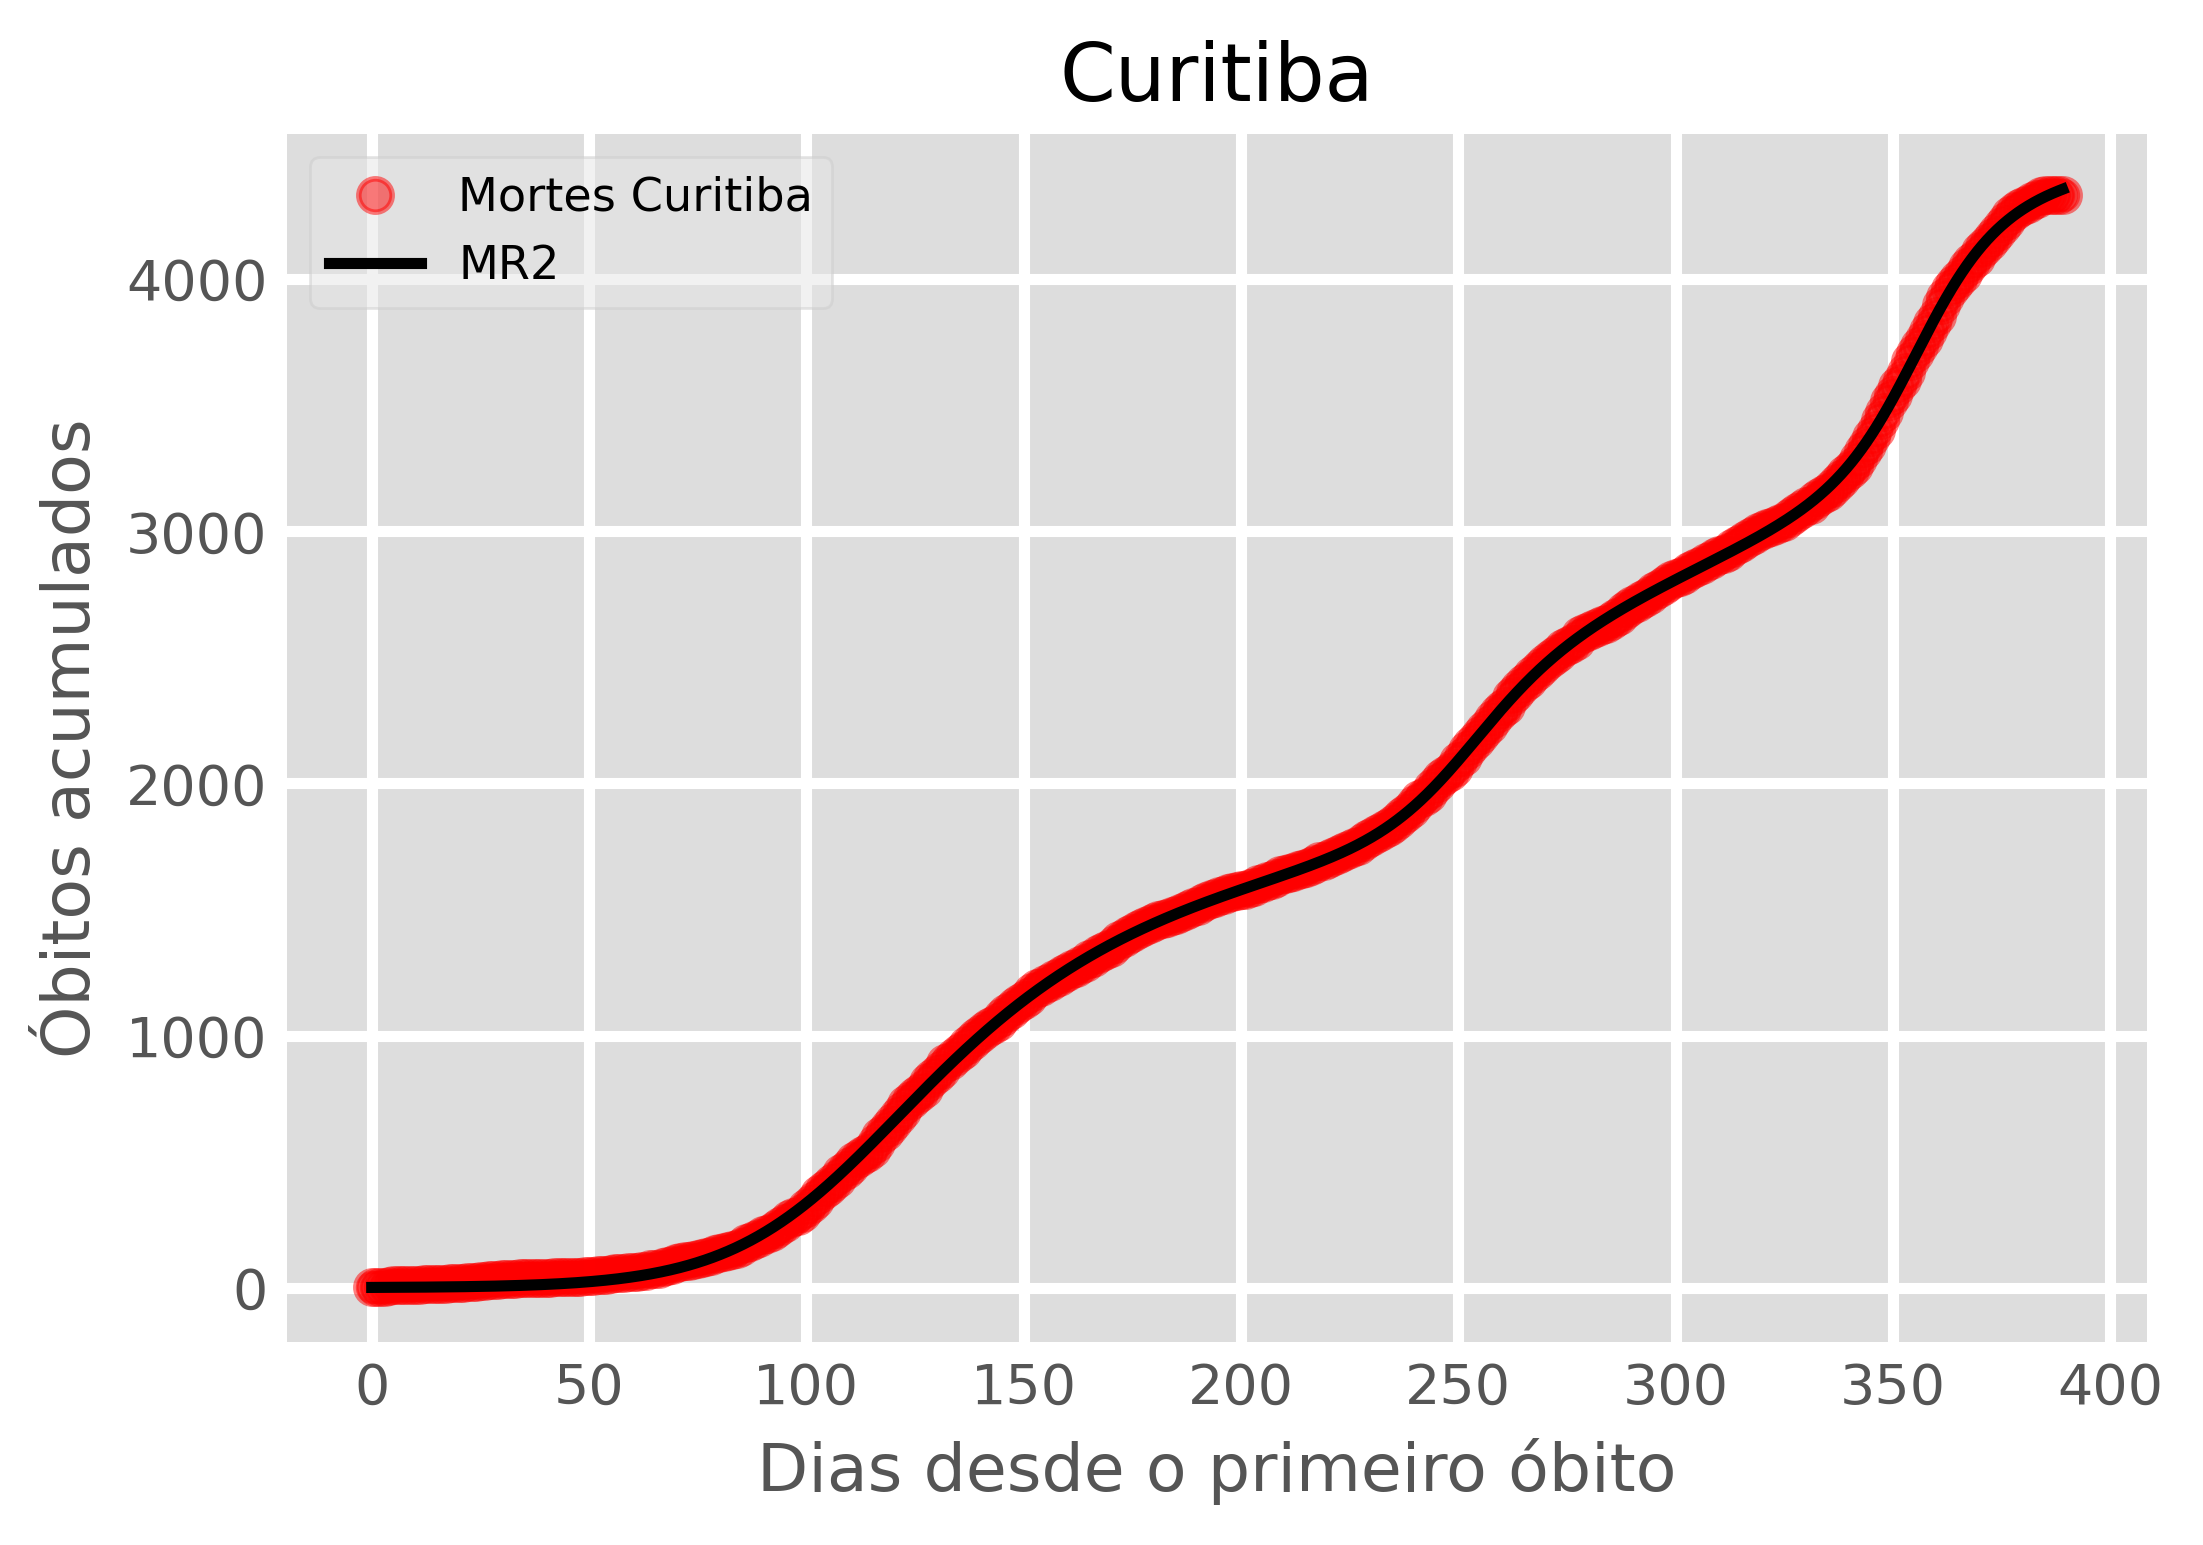 Curitiba
Mortes Curitiba
MR2
Óbitos acumulados
4000
3000
2000
1000
0
0 50 100 150 200 250 300 350 400
Dias desde o primeiro óbito